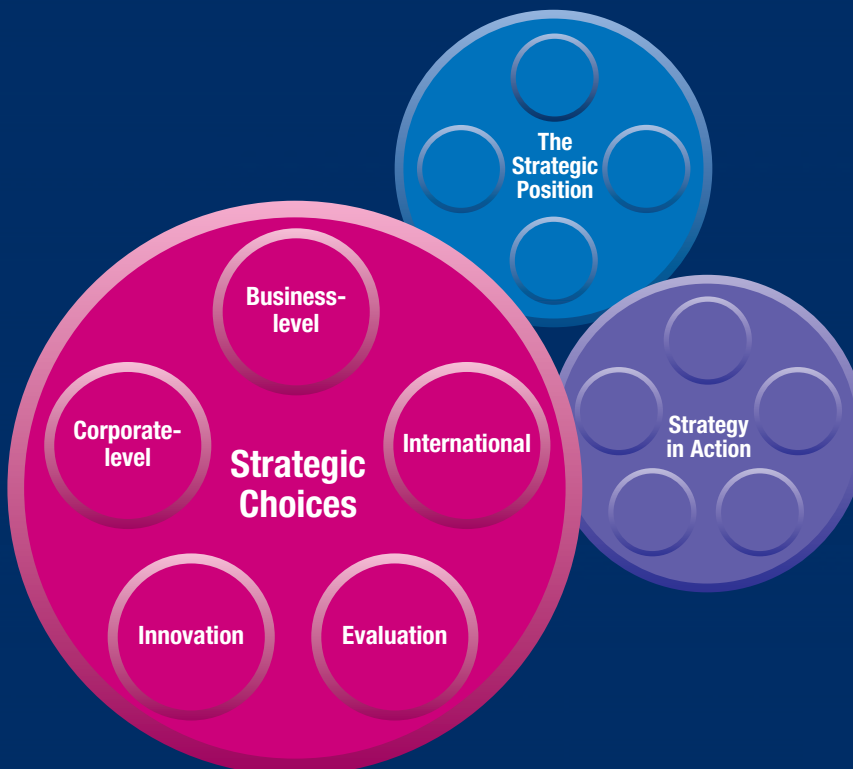 The
Strategic
Position
Business-
level
Corporate-
level
International
Strategic
Choices
Strategy
in Action
Innovation
Evaluation